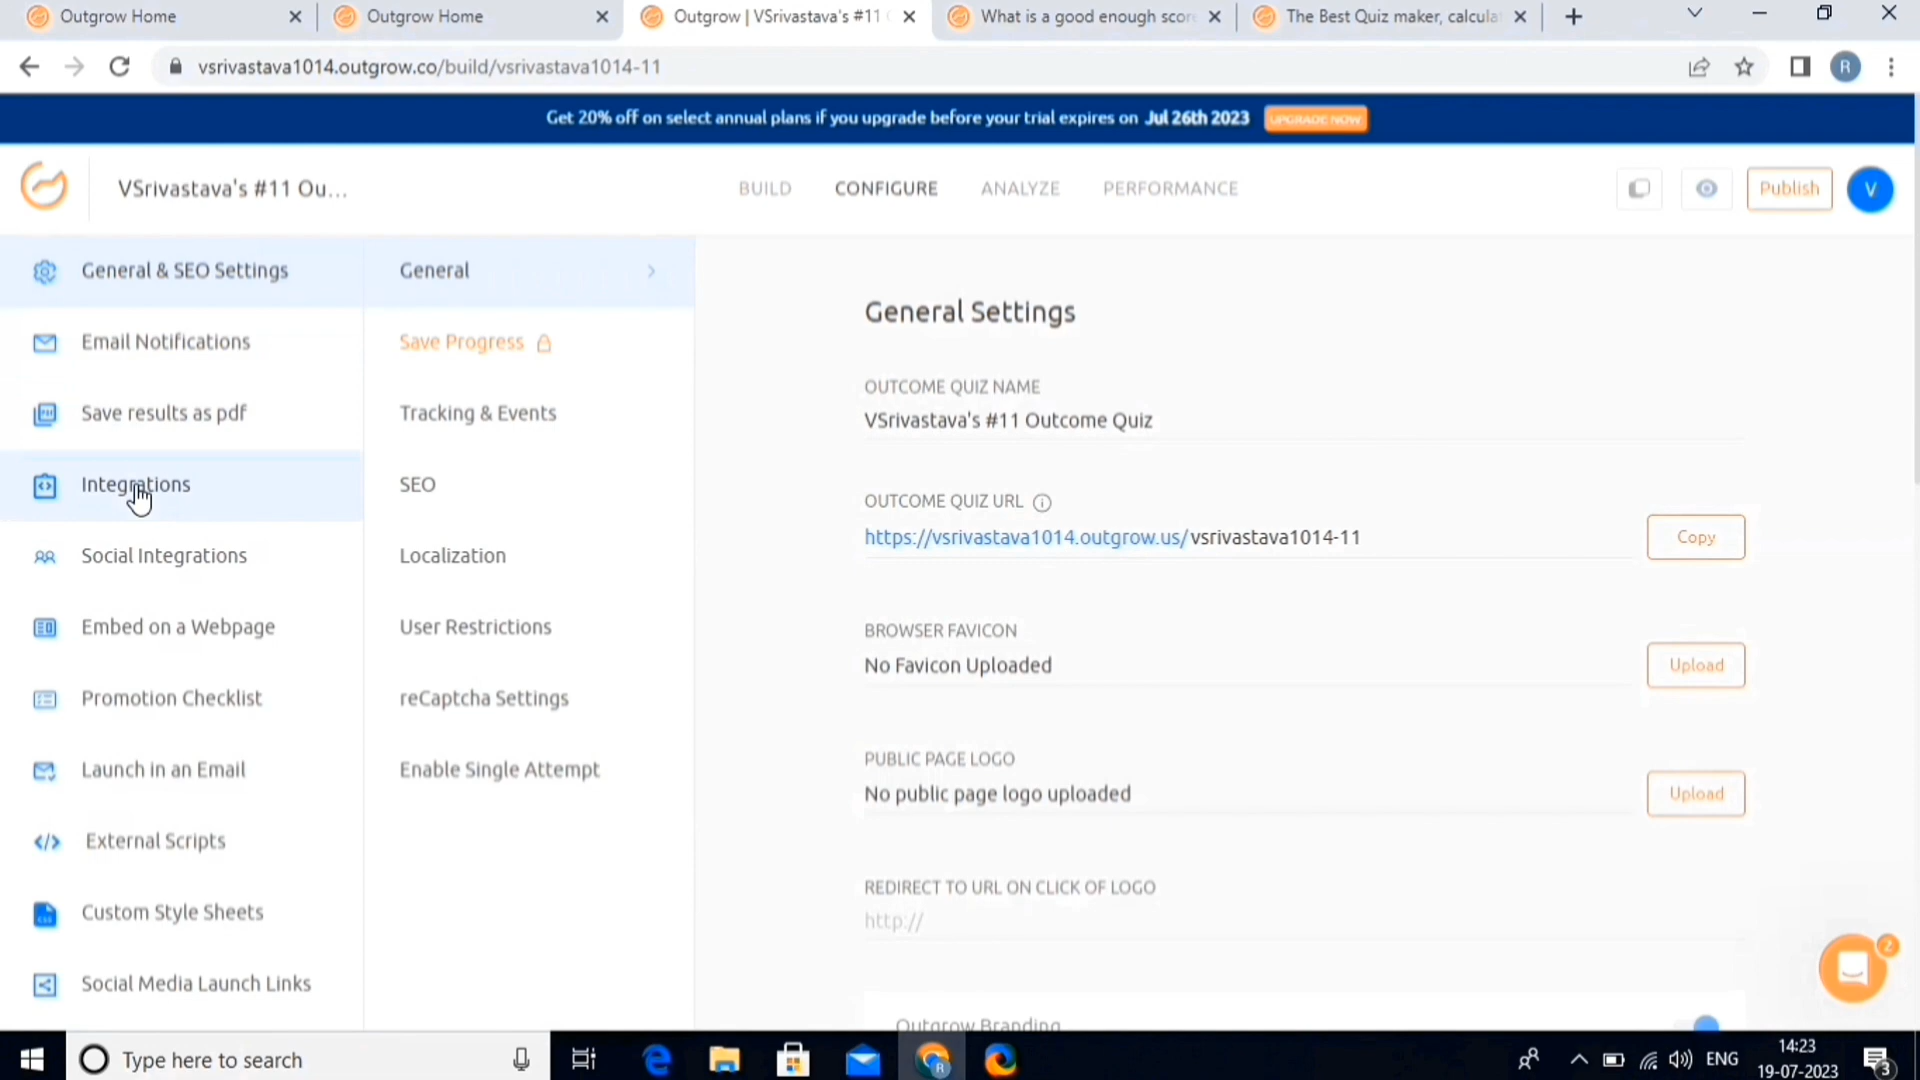 Outgrow Home
Outgrow Home
Outgrow | VSrivastava's #11
What is a good enough scor
The Best Quiz maker, calcula
vsrivastava1014.outgrow.co/build/vsrivastava1014-11
R
Get 20% off on select annual plans if you upgrade before your trial expires on Jul 26th 2023
UPGRADE NOW
VSrivastava's #11 Ou...
BUILD
CONFIGURE
ANALYZE
PERFORMANCE
Publish
V
General & SEO Settings
Email Notifications
Save results as pdf
Integrations
Social Integrations
Embed on a Webpage
Promotion Checklist
Launch in an Email
External Scripts
Custom Style Sheets
Social Media Launch Links
General
Save Progress
Tracking & Events
SEO
Localization
User Restrictions
reCaptcha Settings
Enable Single Attempt
General Settings
OUTCOME QUIZ NAME
VSrivastava's #11 Outcome Quiz
OUTCOME QUIZ URL
https://vsrivastava1014.outgrow.us/vsrivastava1014-11
Copy
BROWSER FAVICON
No Favicon Uploaded
Upload
PUBLIC PAGE LOGO
No public page logo uploaded
Upload
REDIRECT TO URL ON CLICK OF LOGO
http://
Outgrow Branding
2
Type here to search
R
ENG
14:23
19-07-2023
3